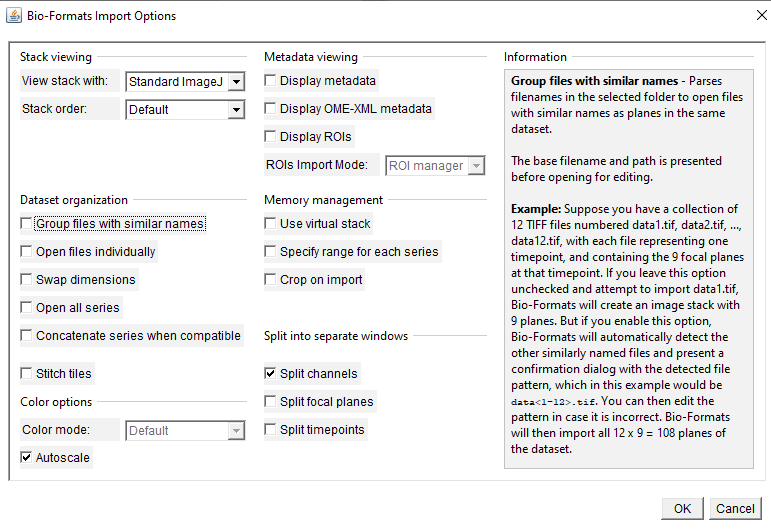 Bio-Formats Import Options
Stack viewing
View stack with: Standard ImageJ
Stack order: Default
Metadata viewing
Display metadata
Display OME-XML metadata
Display ROIs
ROIs Import Mode: ROI manager
Dataset organization
Group files with similar names
Open files individually
Swap dimensions
Open all series
Concatenate series when compatible
Stitch tiles
Memory management
Use virtual stack
Specify range for each series
Crop on import
Color options
Color mode: Default
Autoscale
Split into separate windows
Split channels
Split focal planes
Split timepoints
Information
Group files with similar names - Parses
filenames in the selected folder to open files
with similar names as planes in the same
dataset.
The base filename and path is presented
before opening for editing.
Example: Suppose you have a collection of
12 TIFF files numbered data1.tif, data2.tif, ...,
data12.tif, with each file representing one
timepoint, and containing the 9 focal planes
at that timepoint. If you leave this option
unchecked and attempt to import data1.tif,
Bio-Formats will create an image stack with
9 planes. But if you enable this option,
Bio-Formats will automatically detect the
other similarly named files and present a
confirmation dialog with the detected file
pattern, which in this example would be
data<1-12>.tif. You can then edit the
pattern in case it is incorrect. Bio-Formats
will then import all 12 x 9 = 108 planes of
the dataset.
OK
Cancel